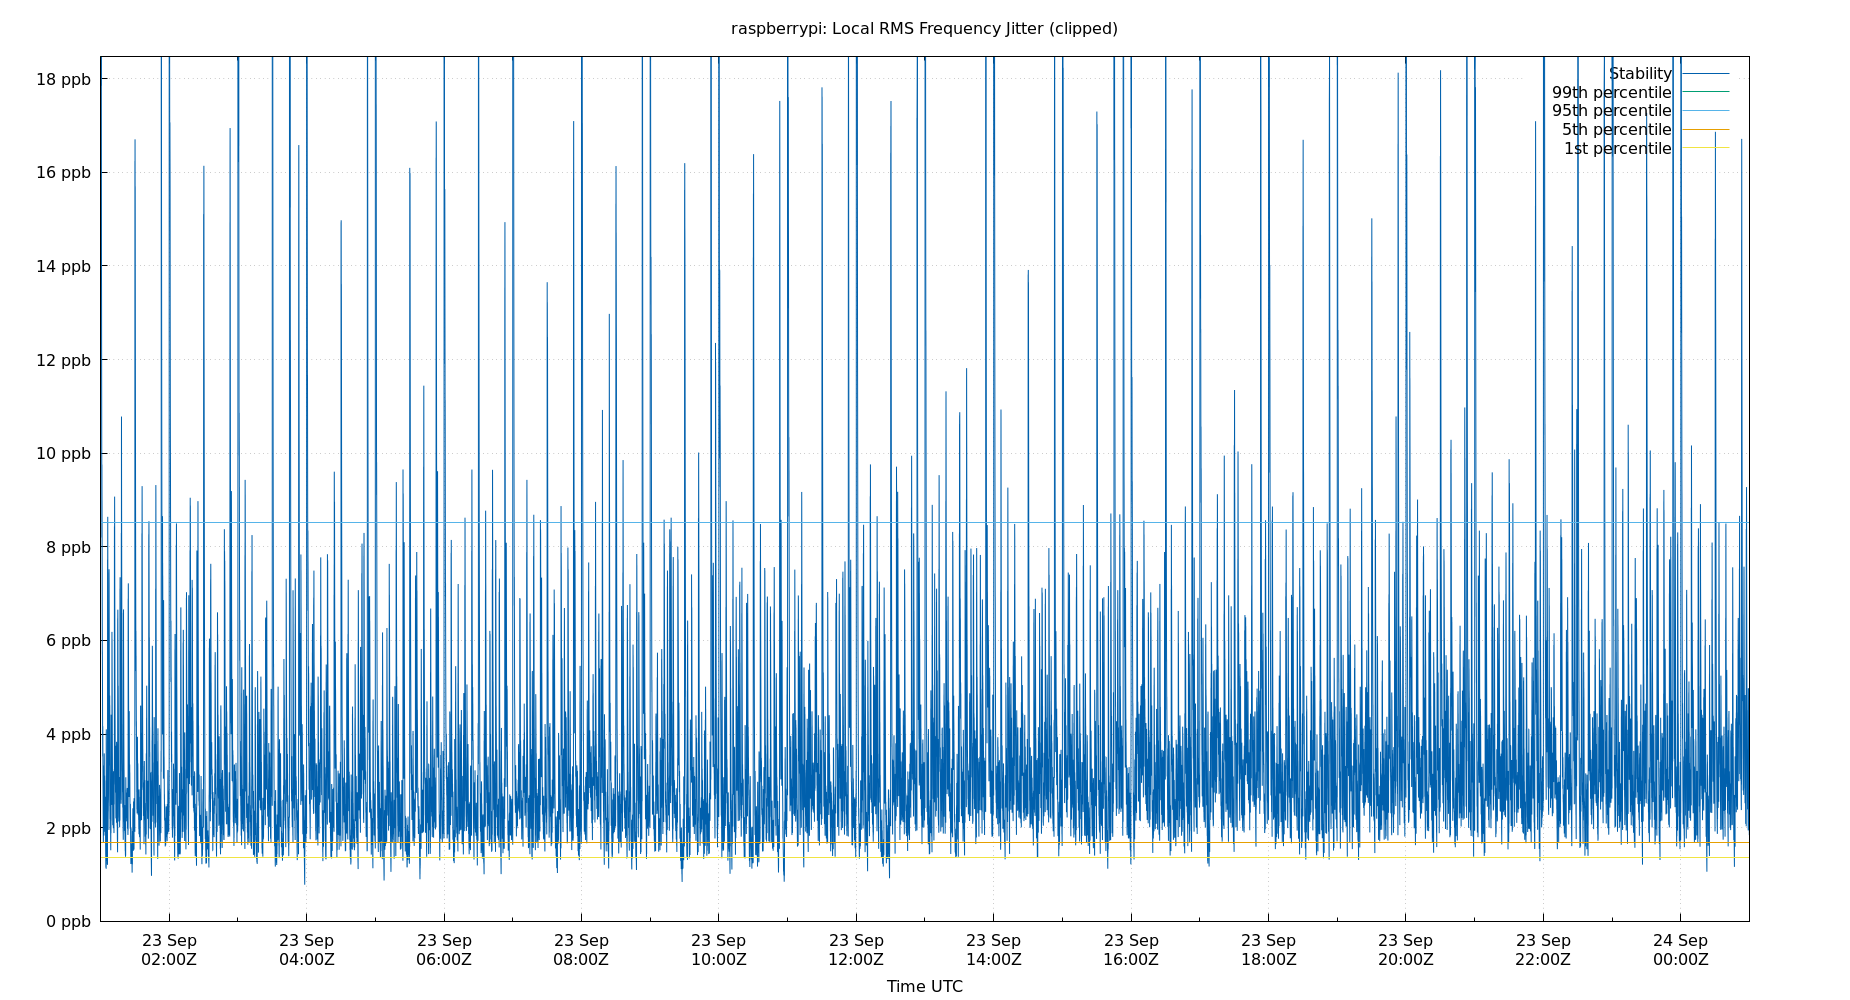 raspberrypi: Local RMS Frequency Jitter (clipped)
18 ppb
16 ppb
14 ppb
12 ppb
10 ppb
8 ppb
6 ppb
4 ppb
2 ppb
0 ppb
Stability
99th percentile
95th percentile
5th percentile
1st percentile
23 Sep 23 Sep 23 Sep 23 Sep 23 Sep 23 Sep 23 Sep 23 Sep 23 Sep 23 Sep 23 Sep 24 Sep
02:00Z 04:00Z 06:00Z 08:00Z 10:00Z 12:00Z 14:00Z 16:00Z 18:00Z 20:00Z 22:00Z 00:00Z
Time UTC